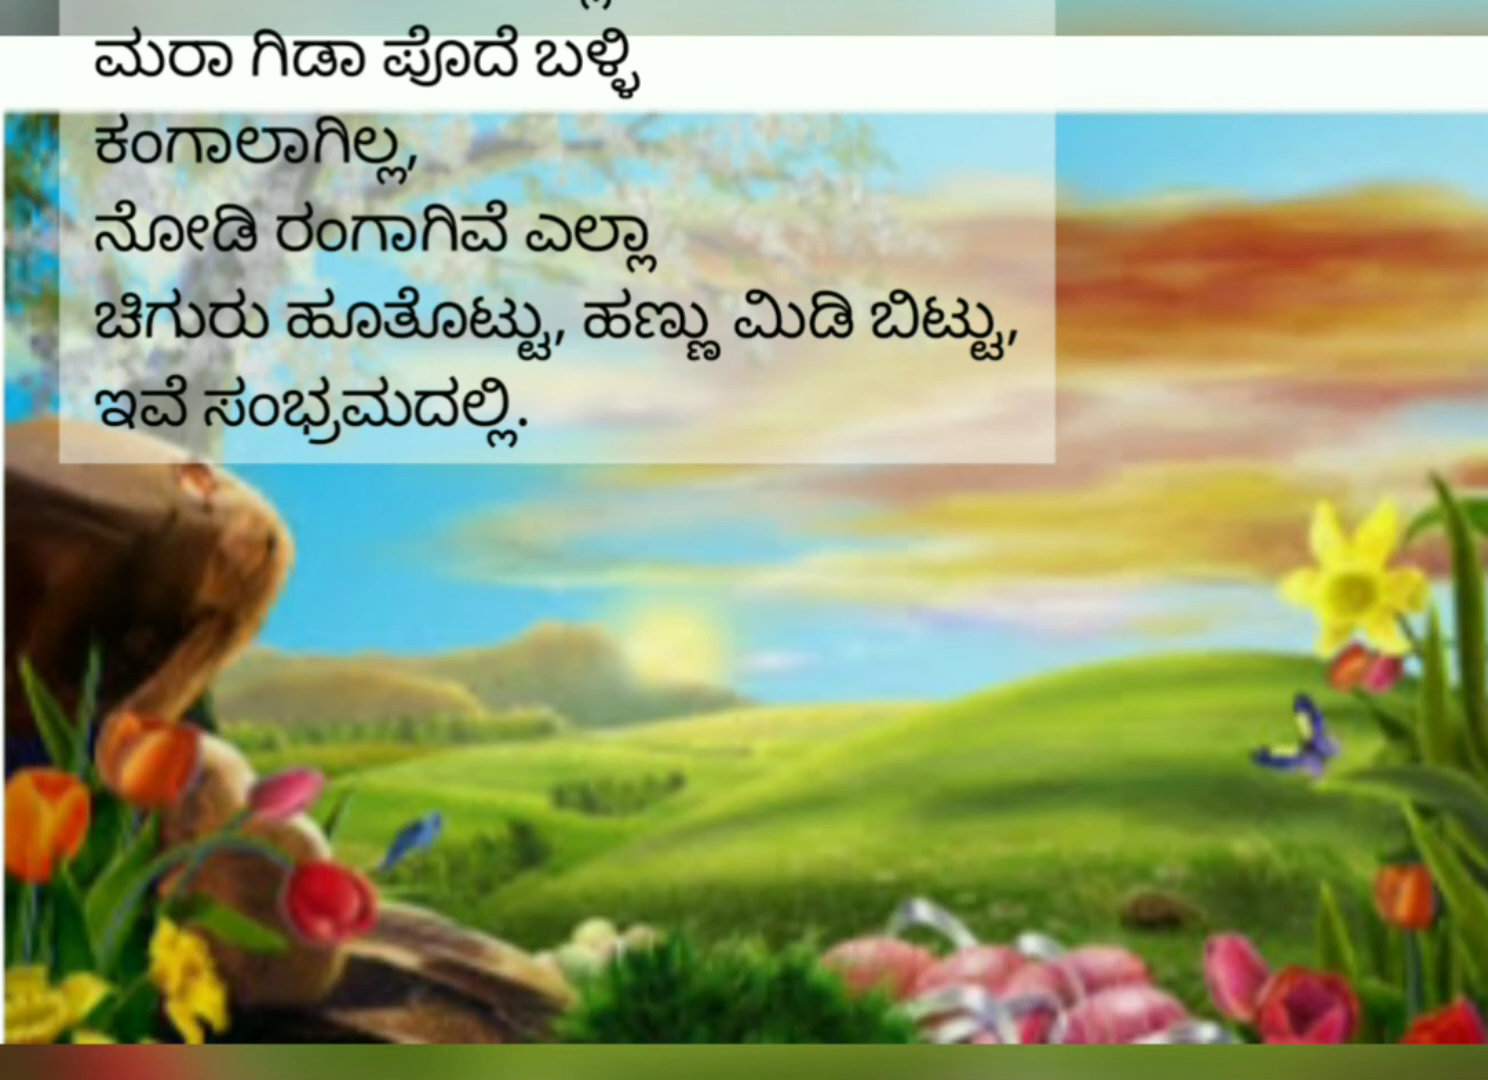 ಮರಾ ಗಿಡಾ ಪೊದೆ ಬಳ್ಳಿ
ಕಂಗಾಲಾಗಿಲ್ಲ,
ನೋಡಿ ರಂಗಾಗಿವೆ ಎಲ್ಲಾ
ಚಿಗುರು ಹೂತೊಟ್ಟು, ಹಣ್ಣು ಮಿಡಿ ಬಿಟ್ಟು,
ಇವೆ ಸಂಭ್ರಮದಲ್ಲಿ.